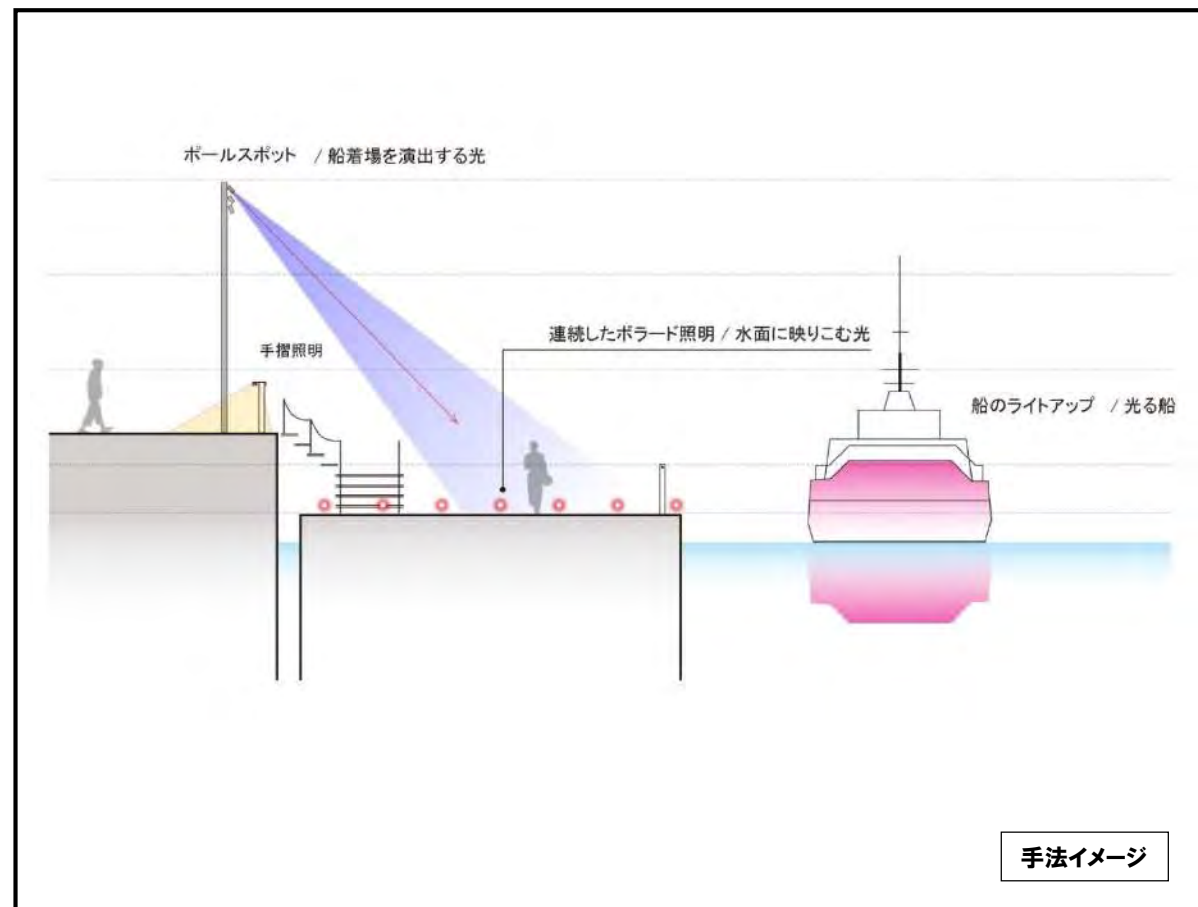 ポールスポット / 船着場を演出する光
連続したボラード照明 / 水面に映りこむ光
手摺照明
船のライトアップ / 光る船
手法イメージ